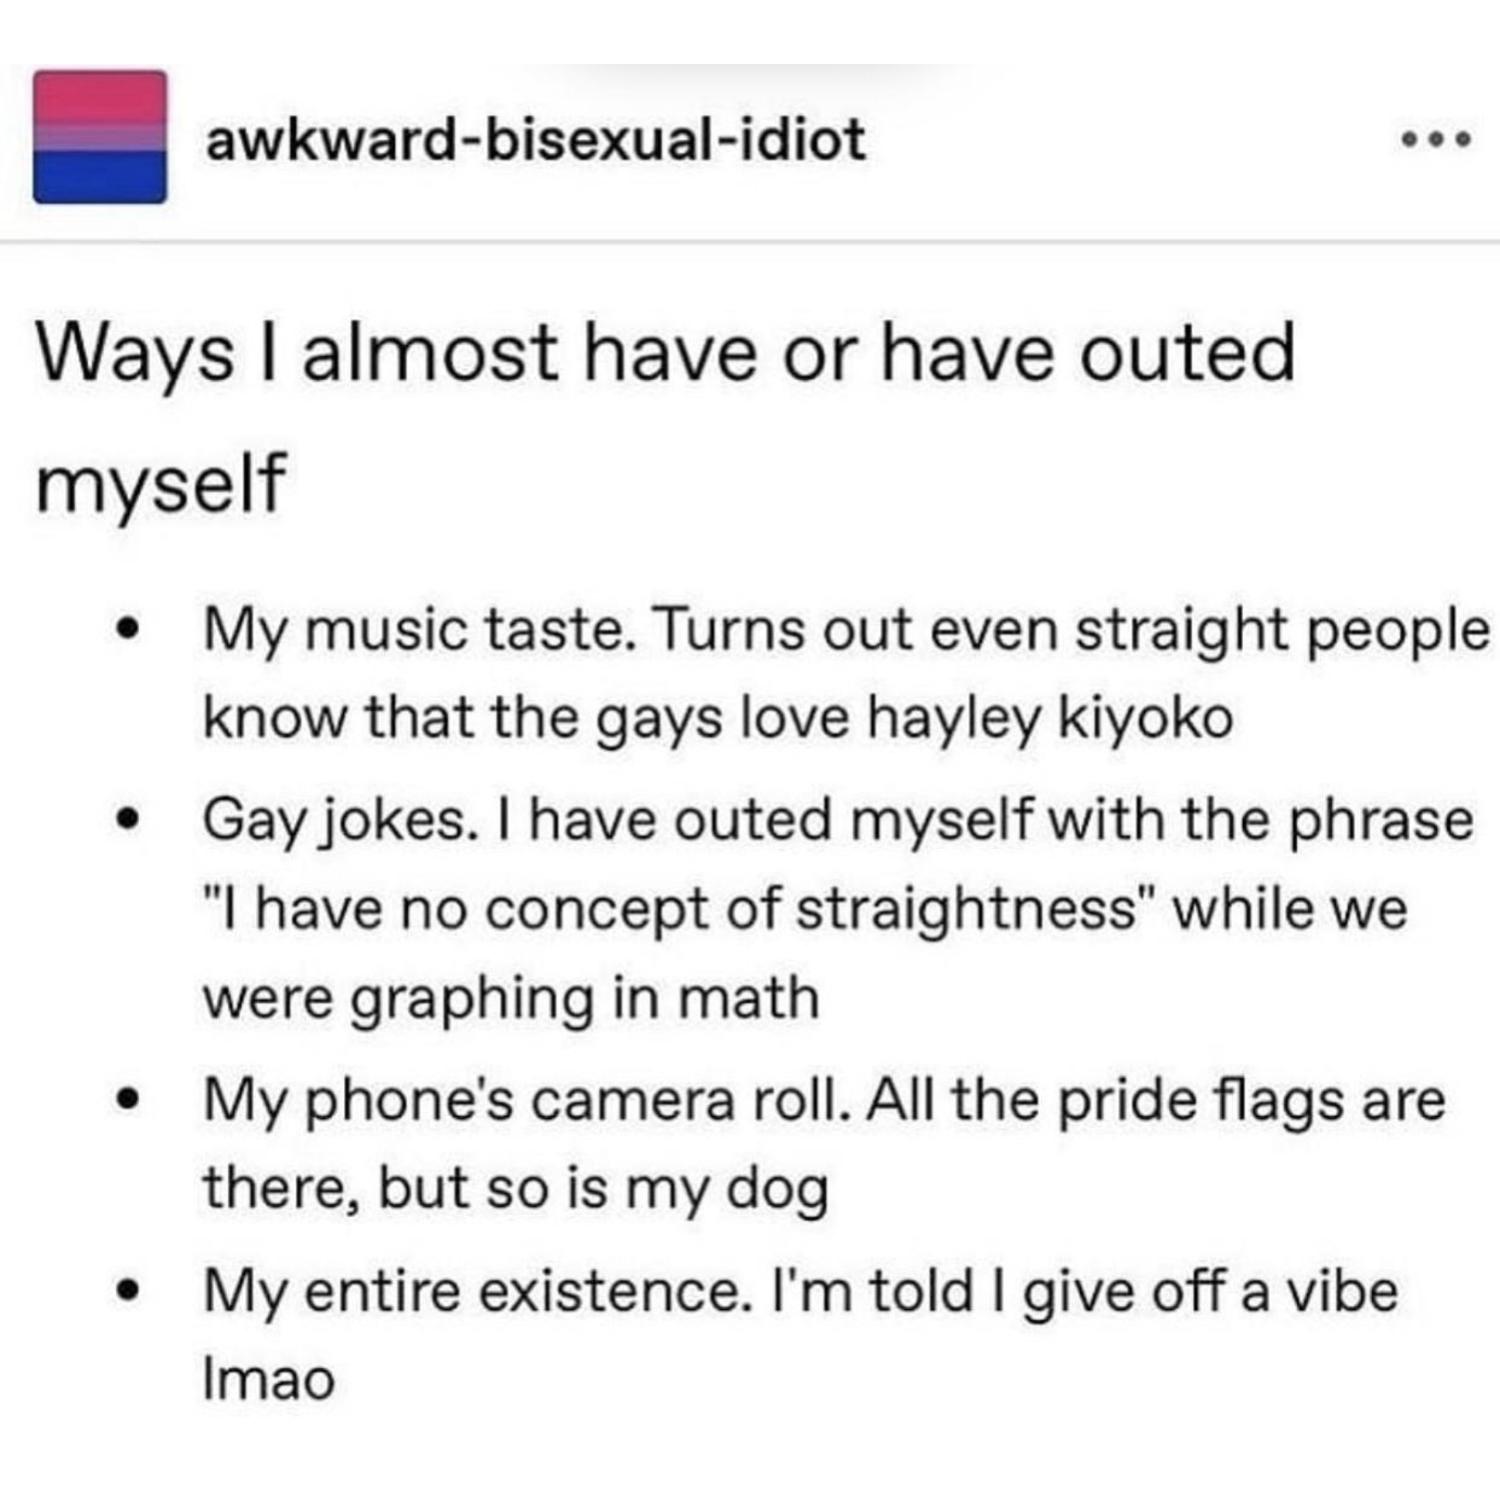 awkward-bisexual-idiot
Ways I almost have or have outed
myself
• My music taste. Turns out even straight people
know that the gays love hayley kiyoko
• Gay jokes. I have outed myself with the phrase
"I have no concept of straightness" while we
were graphing in math
• My phone's camera roll. All the pride flags are
there, but so is my dog
• My entire existence. I'm told I give off a vibe
lmao